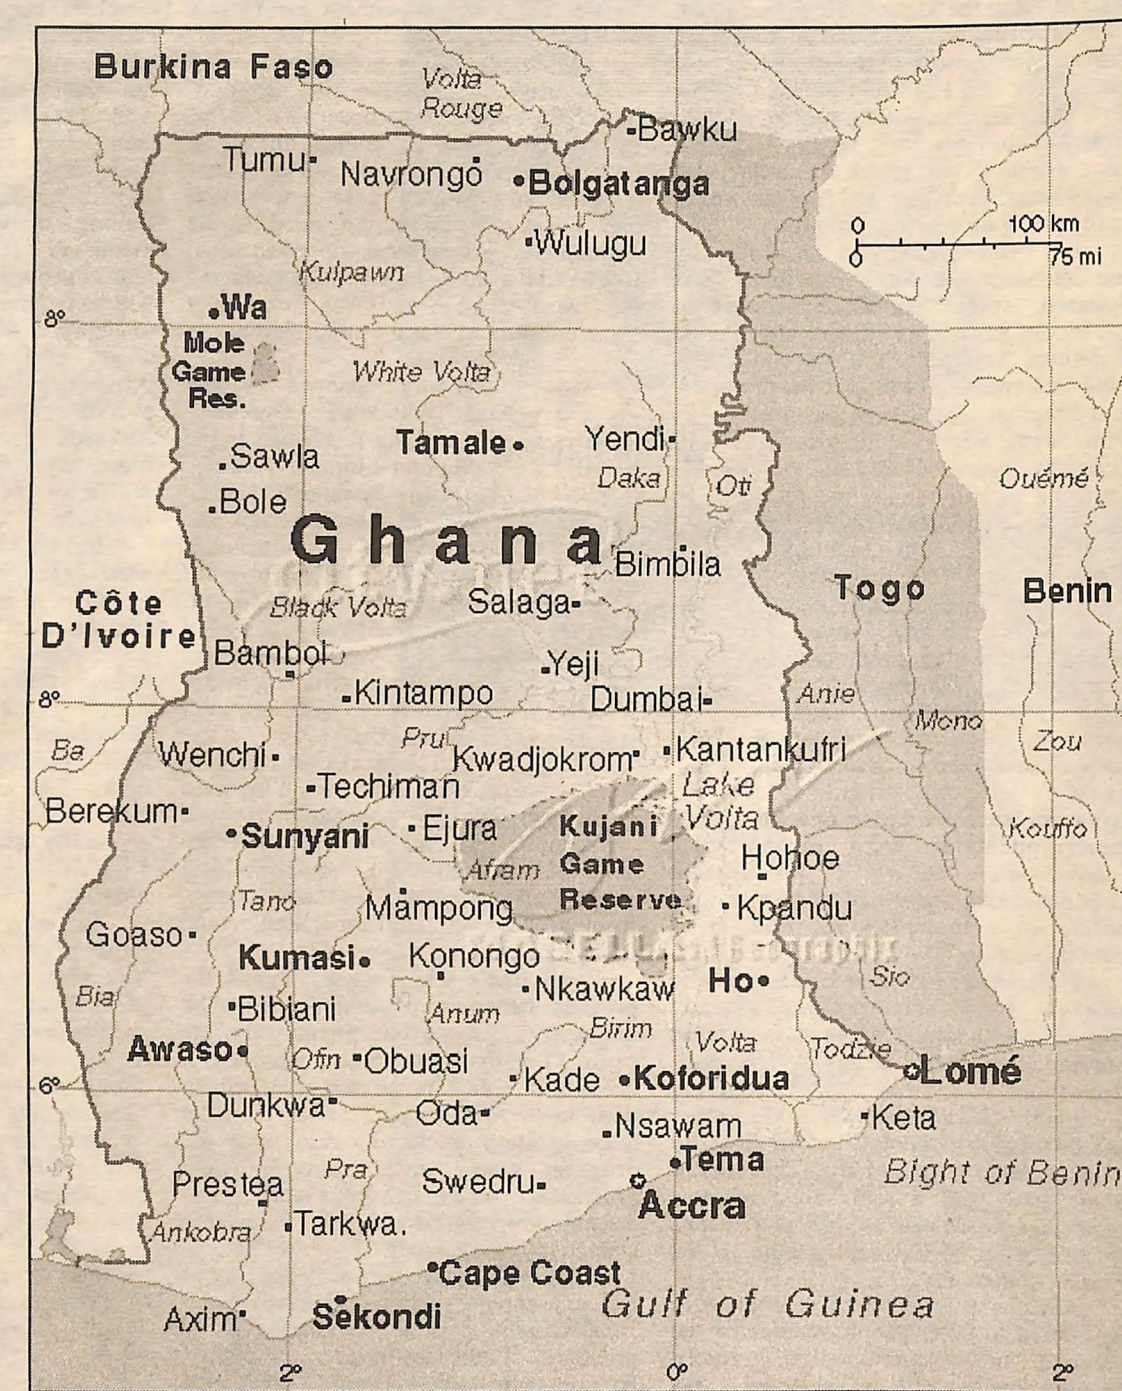 Burkina Faso
Volta
Rouge
Bawku
Tumu
Navrongo
Bolgatanga
Wulugu
0
100 km
0
75 mi
Kulpawn
Wa
8°
Mole
Game
Res.
White Volta
Tamale
Yendi
Sawla
Daka
Oti
Ouémé
Bole
Ghana
Bimbila
Togo
Benin
Côte
D'Ivoire
Black Volta
Salaga
Bambol
Yeji
Kintampo
Dumbai
Anie
8°
Mono
Ba
Wenchi
Pru
Kwadjokrom
Kantankufri
Zou
Techiman
Lake
Volta
Berekum
Sunyani
Ejura
Kujani
Game
Reserve
Kouffo
Hohoe
Afram
Tano
Mampong
Kpandu
Goaso
Kumasi
Konongo
Ho
Sio
Nkawkaw
Bia
Bibiani
Anum
Birim
Volta
Todzie
Awaso
Ofin
Obuasi
Kade
Koforidua
Lomé
6°
Dunkwa
Oda
Nsawam
Keta
Tema
Bight of Benin
Prestea
Pra
Swedru
Accra
Ankobra
Tarkwa.
Cape Coast
Gulf of Guinea
Axim
Sekondi
2°
0°
2°